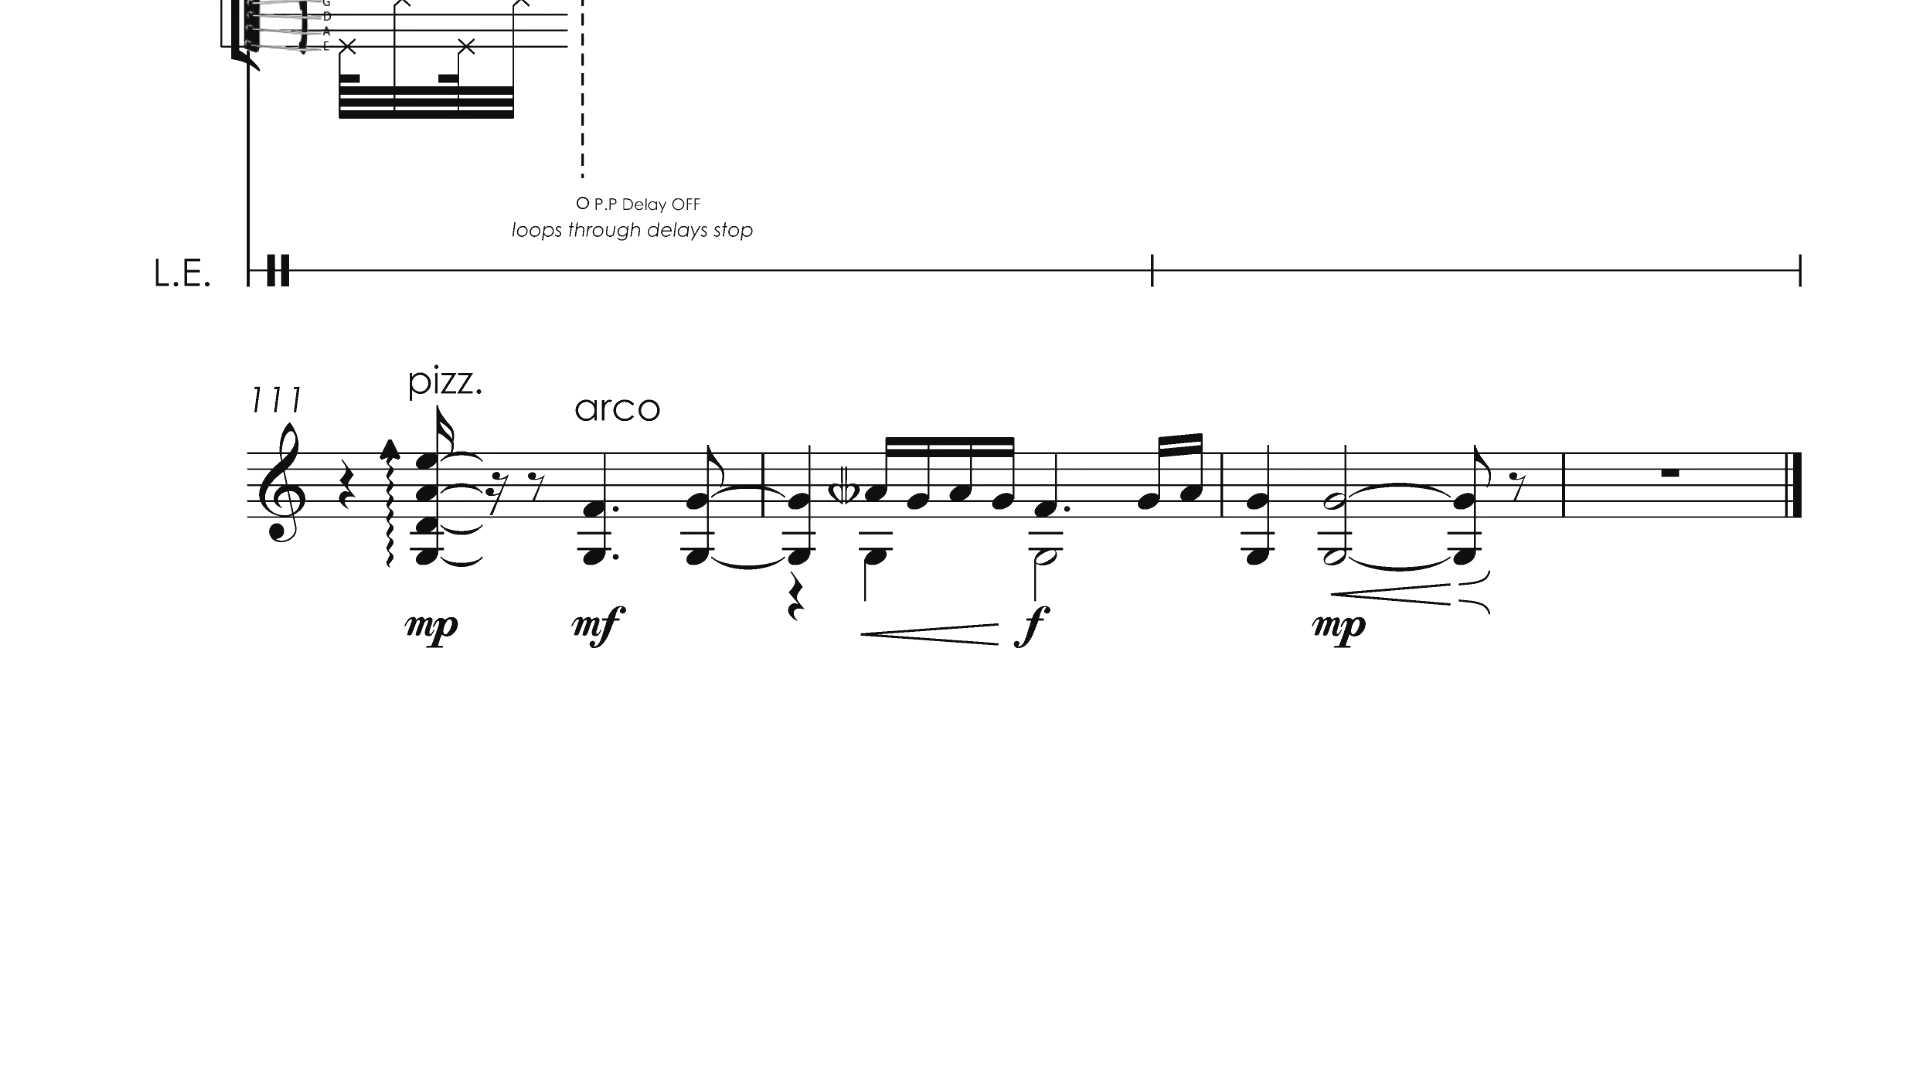 G
D
A
E
P.P Delay OFF
loops through delays stop
L.E.
111
pizz.
arco
mp
mf
f
mp